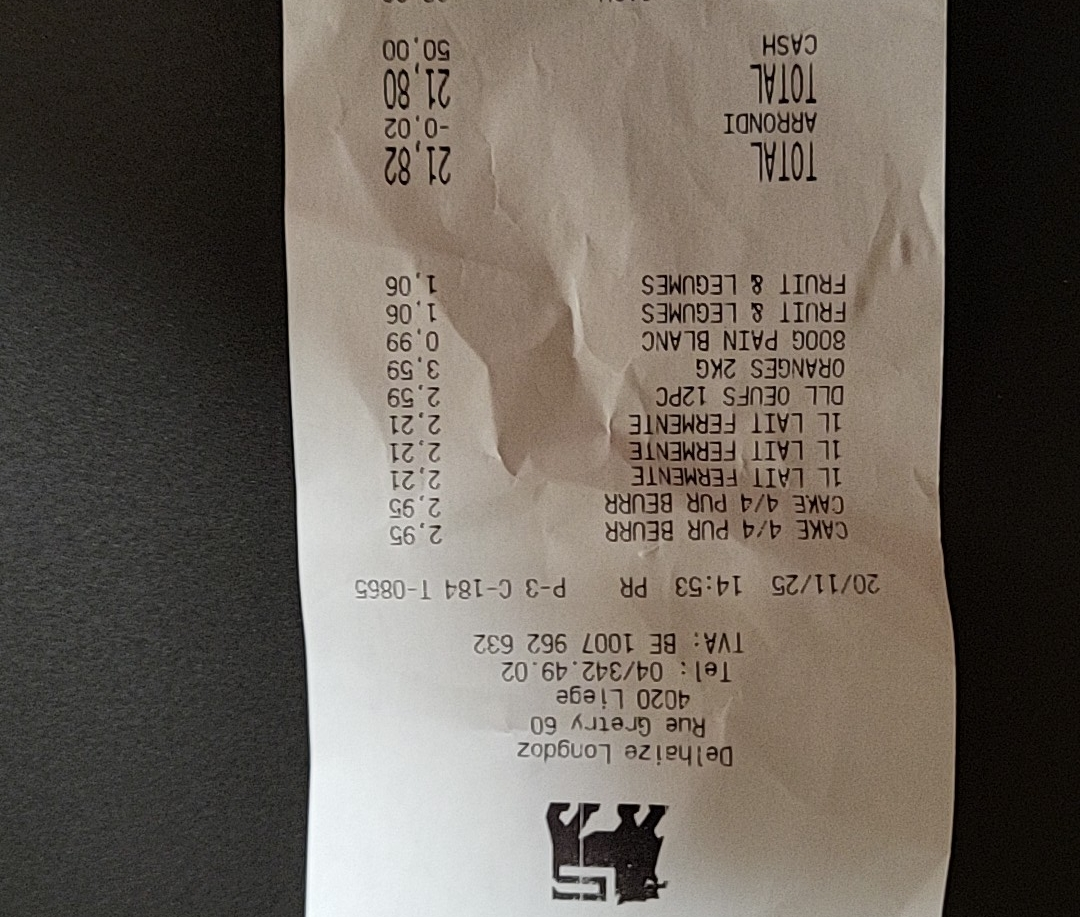 Delhaize Longdoz
Rue Gretry 60
4020 Liege
Tel: 04/342.49.02
TVA: BE 1007 962 632
20/11/25 14:53 PR P-3 C-184 T-0865
CAKE 4/4 PUR BEURR 2,95
CAKE 4/4 PUR BEURR 2,95
1L LAIT FERMENTE 2,21
1L LAIT FERMENTE 2,21
1L LAIT FERMENTE 2,21
DLL OEUFS 12PC 2,59
ORANGES 2KG 3,59
800G PAIN BLANC 0,99
FRUIT & LEGUMES 1,06
FRUIT & LEGUMES 1,06
TOTAL 21,82
ARRONDI -0,02
TOTAL 21,80
CASH 50,00